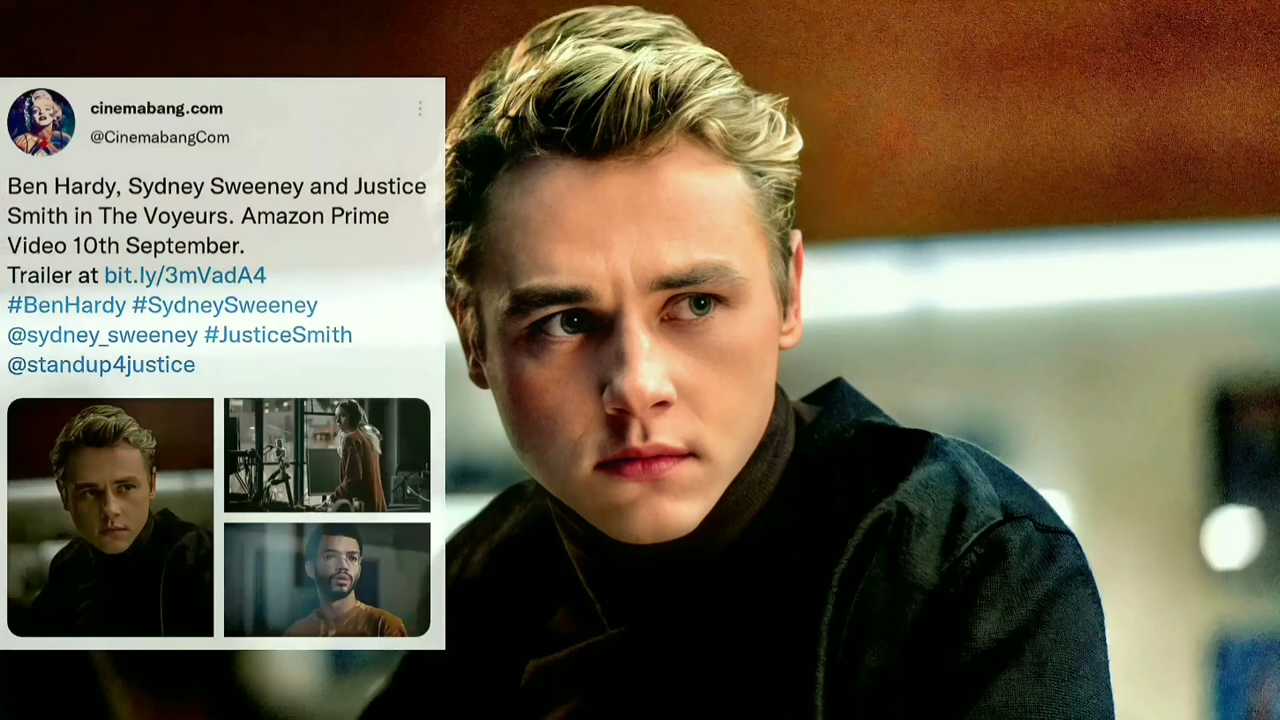 cinemabang.com
@CinemabangCom
Ben Hardy, Sydney Sweeney and Justice
Smith in The Voyeurs. Amazon Prime
Video 10th September.
Trailer at bit.ly/3mVadA4
#BenHardy #SydneySweeney
@sydney_sweeney #JusticeSmith
@standup4justice